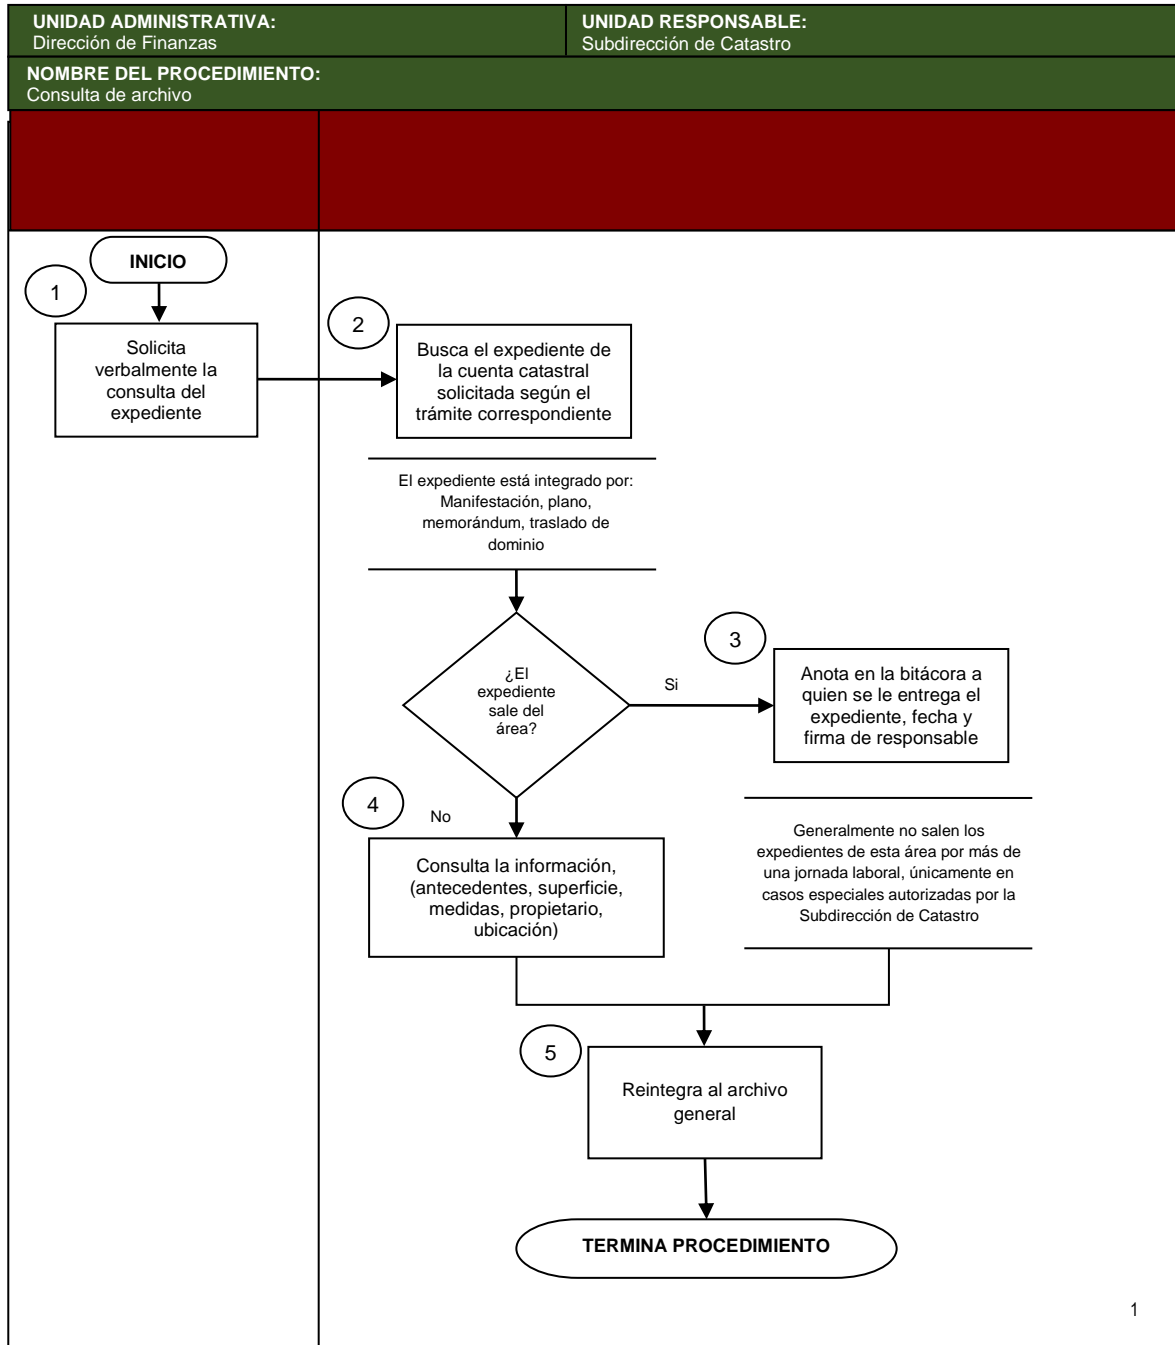 UNIDAD ADMINISTRATIVA:
Dirección de Finanzas
UNIDAD RESPONSABLE:
Subdirección de Catastro
NOMBRE DEL PROCEDIMIENTO:
Consulta de archivo
INICIO
1
Solicita
verbalmente la
consulta del
expediente
2
Busca el expediente de
la cuenta catastral
solicitada según el
trámite correspondiente
El expediente está integrado por:
Manifestación, plano,
memorándum, traslado de
dominio
¿El
expediente
sale del
área?
Si
3
Anota en la bitácora a
quien se le entrega el
expediente, fecha y
firma de responsable
4
No
Consulta la información,
(antecedentes, superficie,
medidas, propietario,
ubicación)
Generalmente no salen los
expedientes de esta área por más de
una jornada laboral, únicamente en
casos especiales autorizadas por la
Subdirección de Catastro
5
Reintegra al archivo
general
TERMINA PROCEDIMIENTO
1